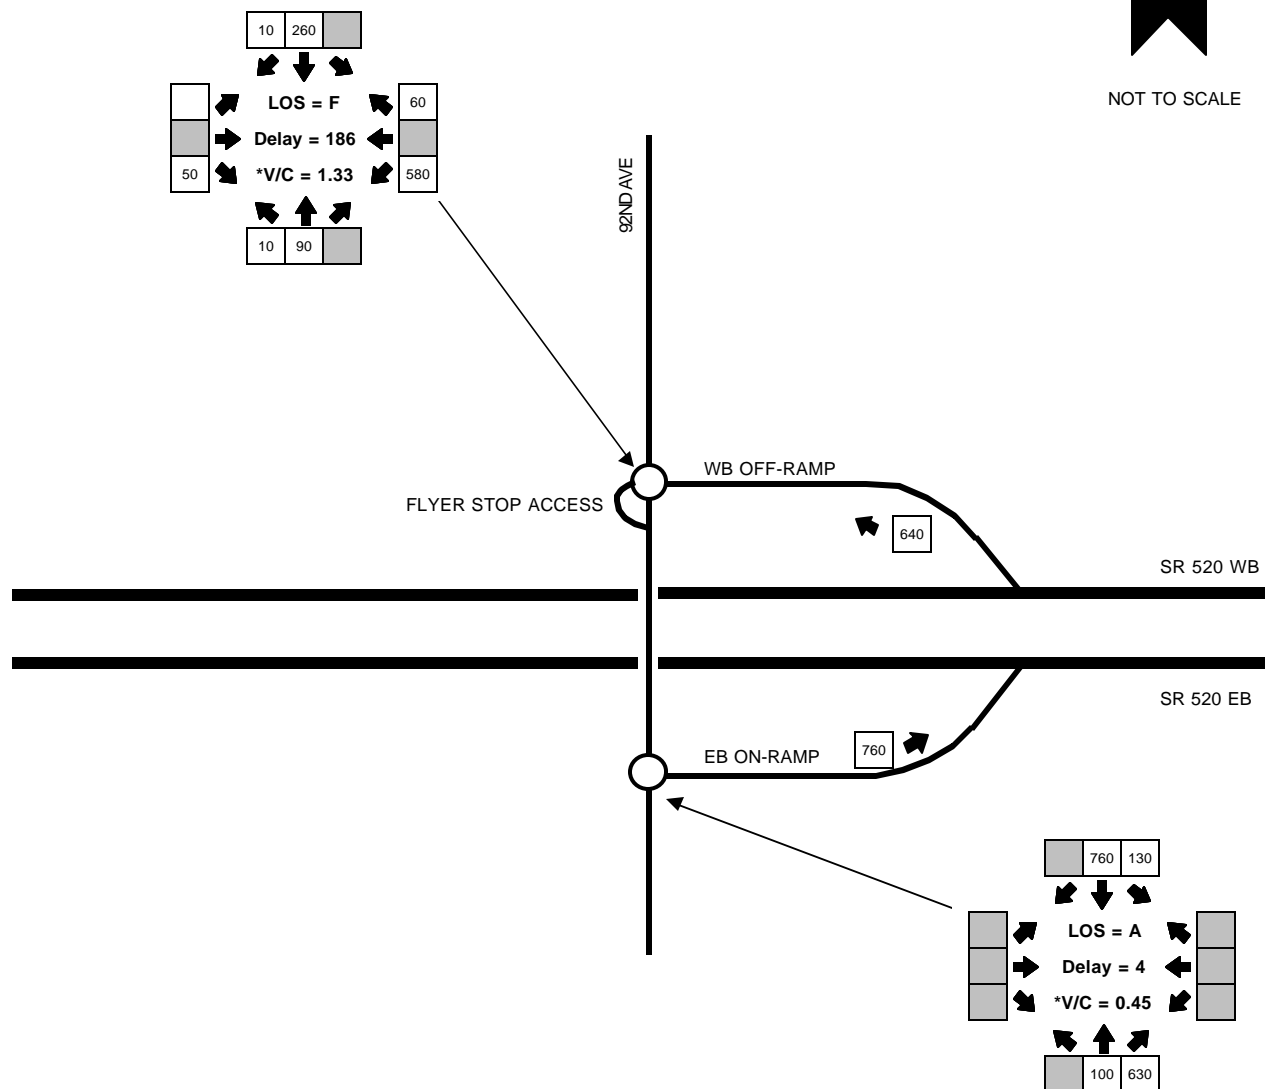 10 260
LOS = F
60
Delay = 186
50
*V/C = 1.33
580
10 90
NOT TO SCALE
92ND AVE
WB OFF-RAMP
FLYER STOP ACCESS
640
SR 520 WB
SR 520 EB
EB ON-RAMP
760
760 130
LOS = A
Delay = 4
*V/C = 0.45
100 630